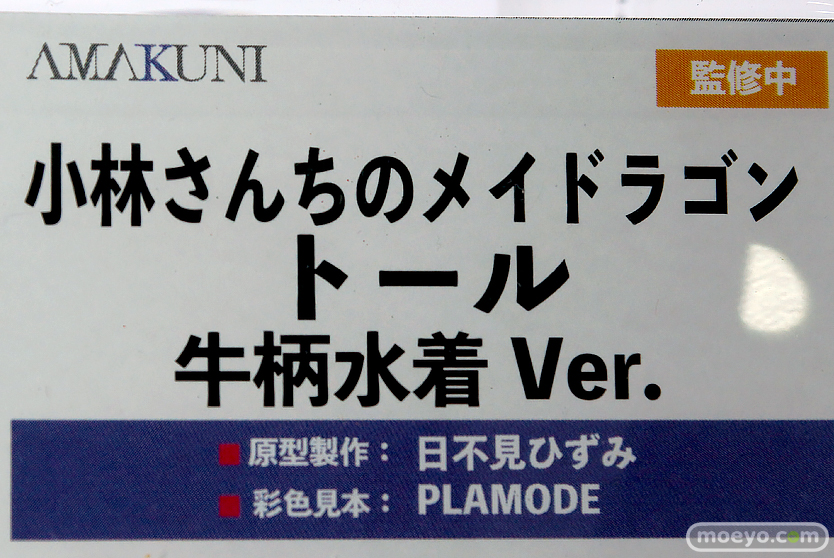 AMAKUNI
監修中
小林さんちのメイドラゴン
トール
牛柄水着 Ver.
■原型製作： 日不見ひずみ
■彩色見本： PLAMODE
moeyo.com